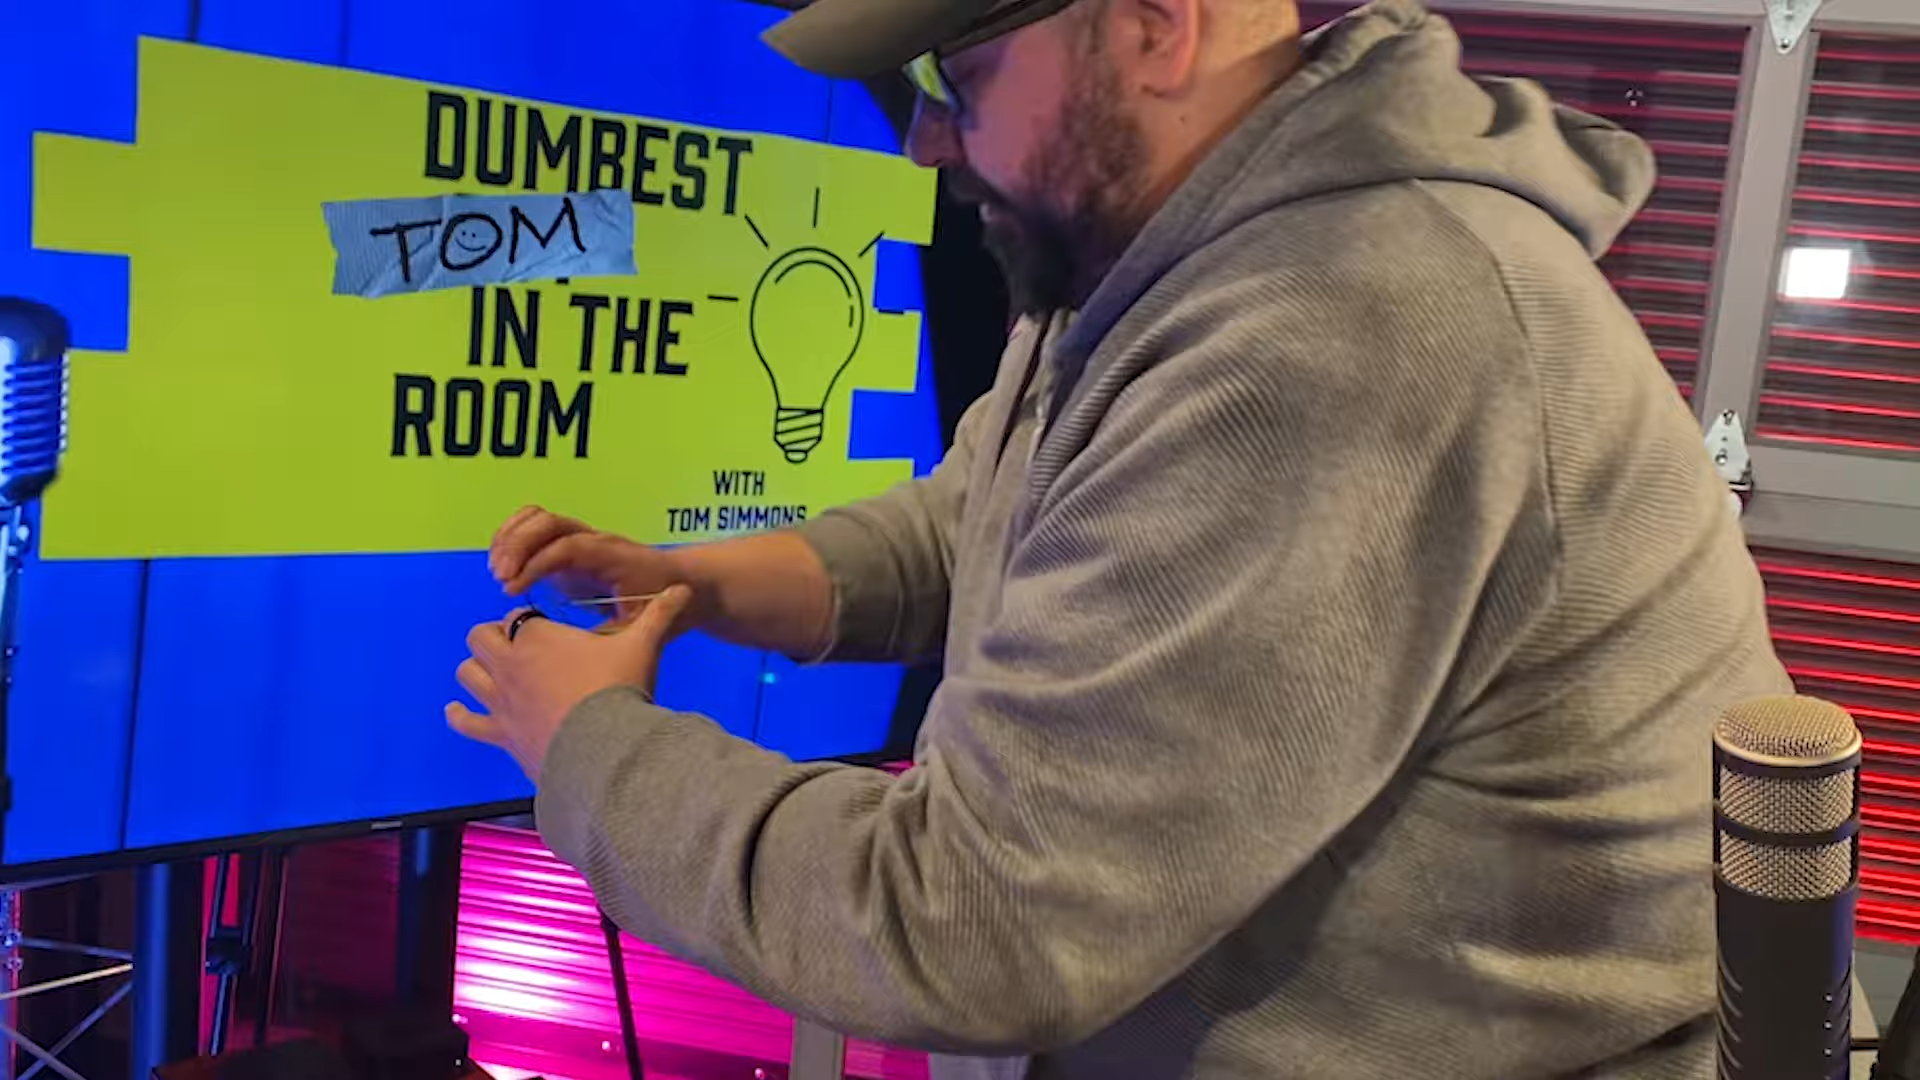 DUMBEST
TOM
IN THE
ROOM
WITH
TOM SIMMONS